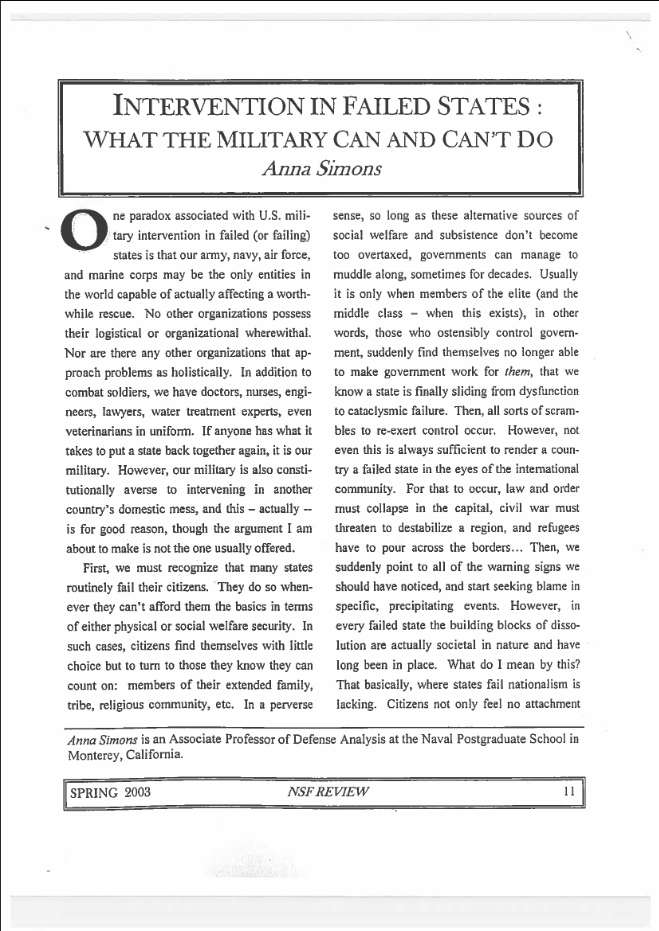 INTERVENTION IN FAILED STATES :
WHAT THE MILITARY CAN AND CAN'T DO
Anna Simons
One paradox associated with U.S. mili-
tary intervention in failed (or failing)
states is that our army, navy, air force,
and marine corps may be the only entities in
the world capable of actually affecting a worth-
while rescue. No other organizations possess
their logistical or organizational wherewithal.
Nor are there any other organizations that ap-
proach problems as holistically. In addition to
combat soldiers, we have doctors, nurses, engi-
neers, lawyers, water treatment experts, even
veterinarians in uniform. If anyone has what it
takes to put a state back together again, it is our
military. However, our military is also consti-
tutionally averse to intervening in another
country's domestic mess, and this – actually --
is for good reason, though the argument I am
about to make is not the one usually offered.
First, we must recognize that many states
routinely fail their citizens. They do so when-
ever they can't afford them the basics in terms
of either physical or social welfare security. In
such cases, citizens find themselves with little
choice but to turn to those they know they can
count on: members of their extended family,
tribe, religious community, etc. In a perverse
sense, so long as these alternative sources of
social welfare and subsistence don't become
too overtaxed, governments can manage to
muddle along, sometimes for decades. Usually
it is only when members of the elite (and the
middle class – when this exists), in other
words, those who ostensibly control govern-
ment, suddenly find themselves no longer able
to make government work for them, that we
know a state is finally sliding from dysfunction
to cataclysmic failure. Then, all sorts of scram-
bles to re-exert control occur. However, not
even this is always sufficient to render a coun-
try a failed state in the eyes of the international
community. For that to occur, law and order
must collapse in the capital, civil war must
threaten to destabilize a region, and refugees
have to pour across the borders... Then, we
suddenly point to all of the warning signs we
should have noticed, and start seeking blame in
specific, precipitating events. However, in
every failed state the building blocks of disso-
lution are actually societal in nature and have
long been in place. What do I mean by this?
That basically, where states fail nationalism is
lacking. Citizens not only feel no attachment
Anna Simons is an Associate Professor of Defense Analysis at the Naval Postgraduate School in
Monterey, California.
SPRING 2003 NSF REVIEW 11